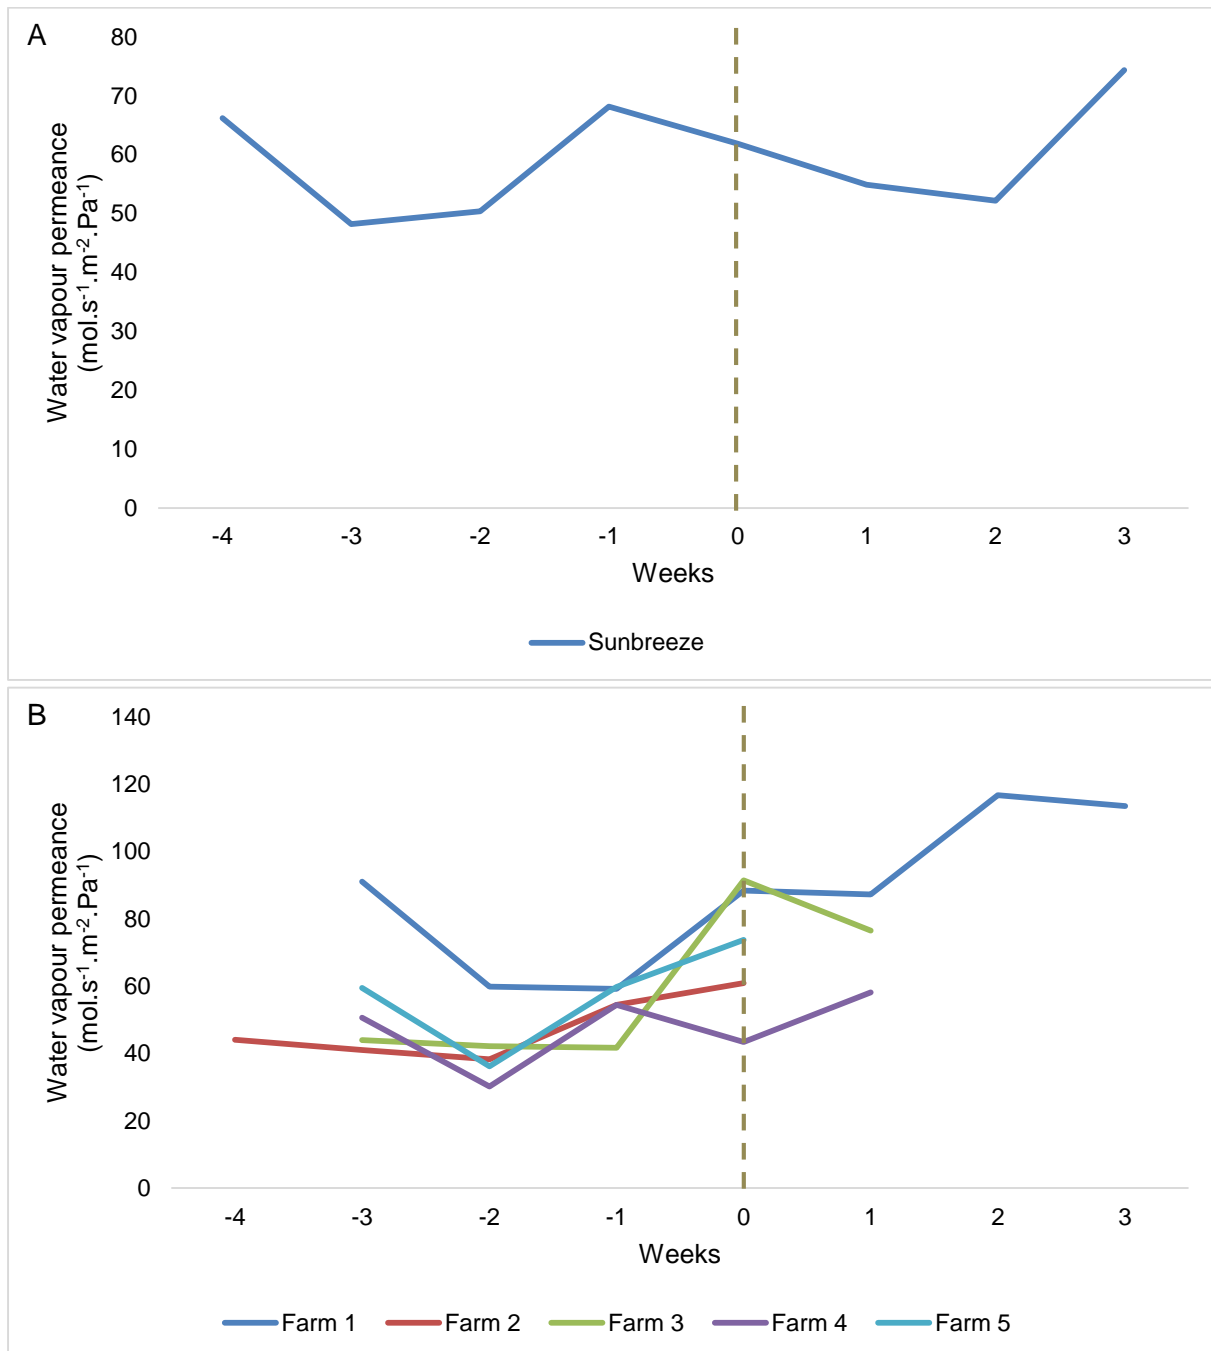 A
80
70
60
50
40
30
20
10
0
Water vapour permeance
(mol.s-1.m-2.Pa-1)
-4 -3 -2 -1 0 1 2 3
Weeks
Sunbreeze
B
140
120
100
80
60
40
20
0
Water vapour permeance
(mol.s-1.m-2.Pa-1)
-4 -3 -2 -1 0 1 2 3
Weeks
Farm 1 Farm 2 Farm 3 Farm 4 Farm 5